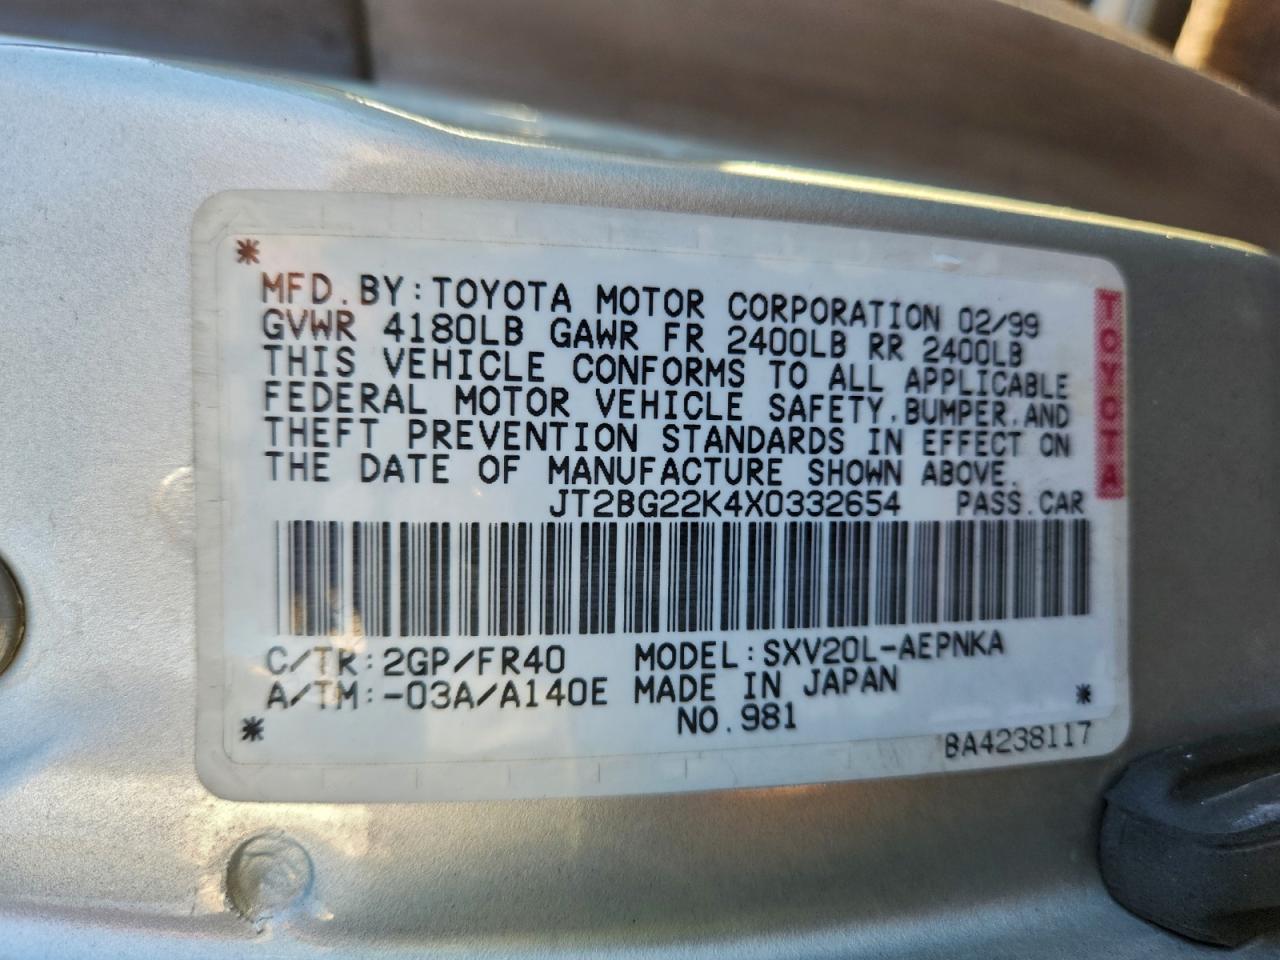 MFD.BY:TOYOTA MOTOR CORPORATION 02/99
GVWR 4180LB GAWR FR 2400LB RR 2400LB
THIS VEHICLE CONFORMS TO ALL APPLICABLE
FEDERAL MOTOR VEHICLE SAFETY,BUMPER,AND
THEFT PREVENTION STANDARDS IN EFFECT ON
THE DATE OF MANUFACTURE SHOWN ABOVE.
JT2BG22K4X0332654 PASS.CAR
C/TR:2GP/FR40 MODEL:SXV20L-AEPNKA
A/TM:-03A/A140E MADE IN JAPAN
NO.981
BA4238117
TOYOTA